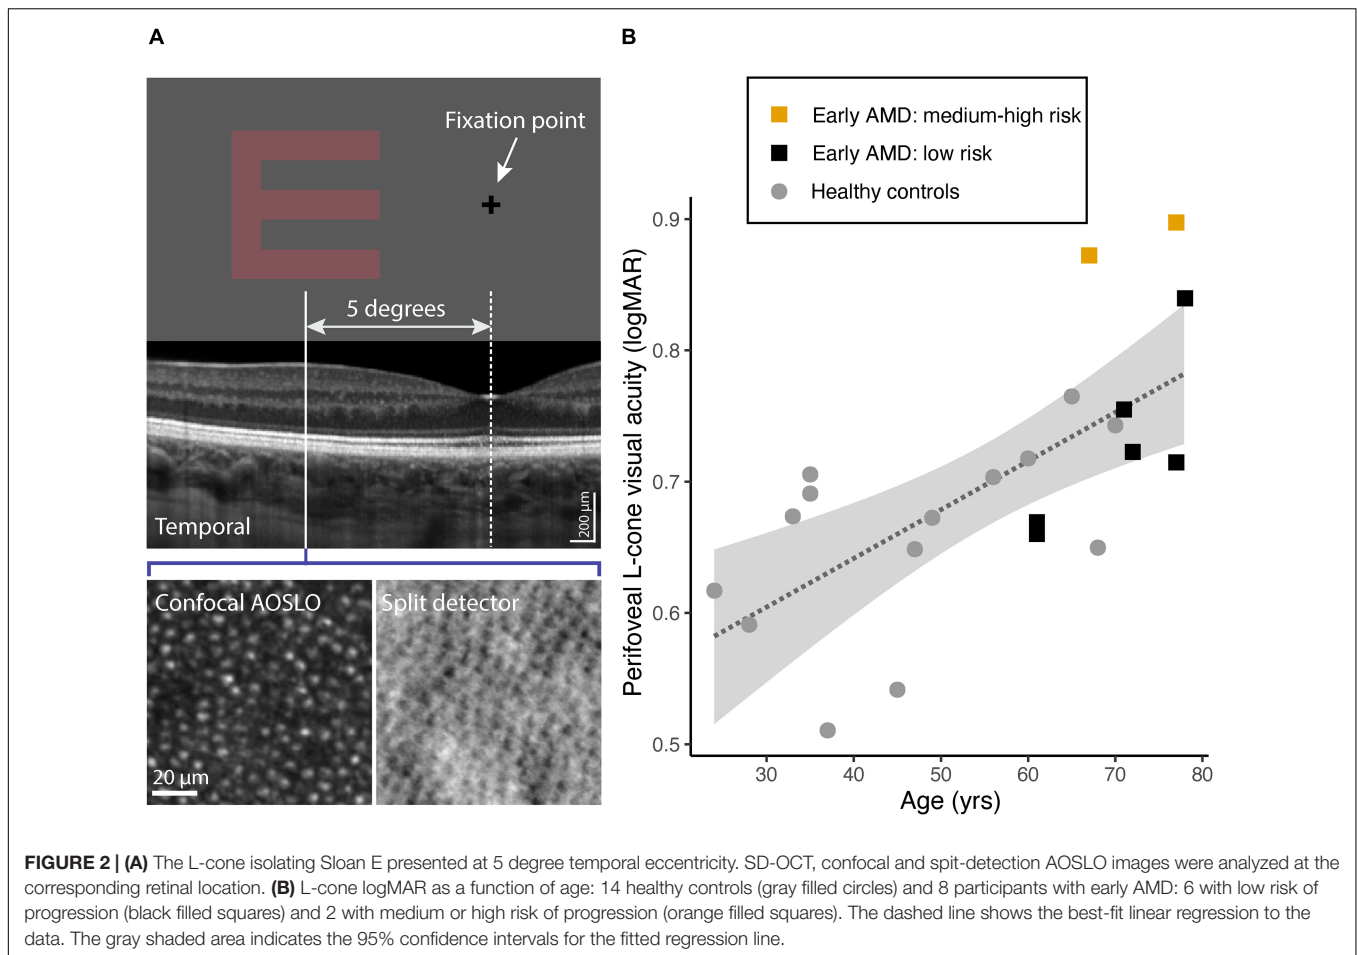 A
Fixation point
5 degrees
Temporal
200 µm
Confocal AOSLO
20 µm
Split detector
B
Early AMD: medium-high risk
Early AMD: low risk
Healthy controls
Perifoveal L-cone visual acuity (logMAR)
0.9
0.8
0.7
0.6
0.5
30 40 50 60 70 80
Age (yrs)
FIGURE 2 | (A) The L-cone isolating Sloan E presented at 5 degree temporal eccentricity. SD-OCT, confocal and spit-detection AOSLO images were analyzed at the
corresponding retinal location. (B) L-cone logMAR as a function of age: 14 healthy controls (gray filled circles) and 8 participants with early AMD: 6 with low risk of
progression (black filled squares) and 2 with medium or high risk of progression (orange filled squares). The dashed line shows the best-fit linear regression to the
data. The gray shaded area indicates the 95% confidence intervals for the fitted regression line.